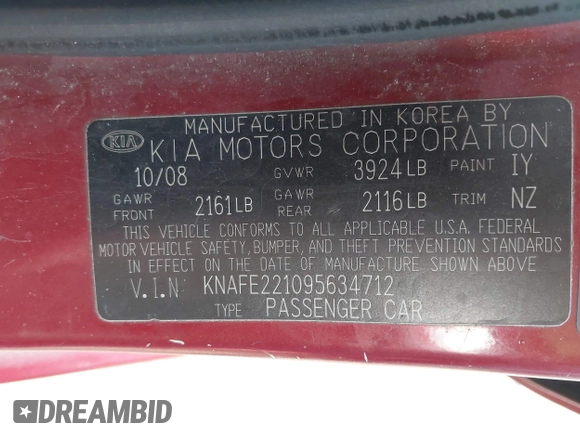 MANUFACTURED IN KOREA BY
KIA KIA MOTORS CORPORATION
10/08 GVWR 3924LB PAINT IY
GAWR FRONT 2161LB GAWR REAR 2116LB TRIM NZ
THIS VEHICLE CONFORMS TO ALL APPLICABLE U.S.A. FEDERAL
MOTOR VEHICLE SAFETY, BUMPER, AND THEFT PREVENTION STANDARDS
IN EFFECT ON THE DATE OF MANUFACTURE SHOWN ABOVE
V.I.N KNAFE221095634712
TYPE PASSENGER CAR
DREAMBID